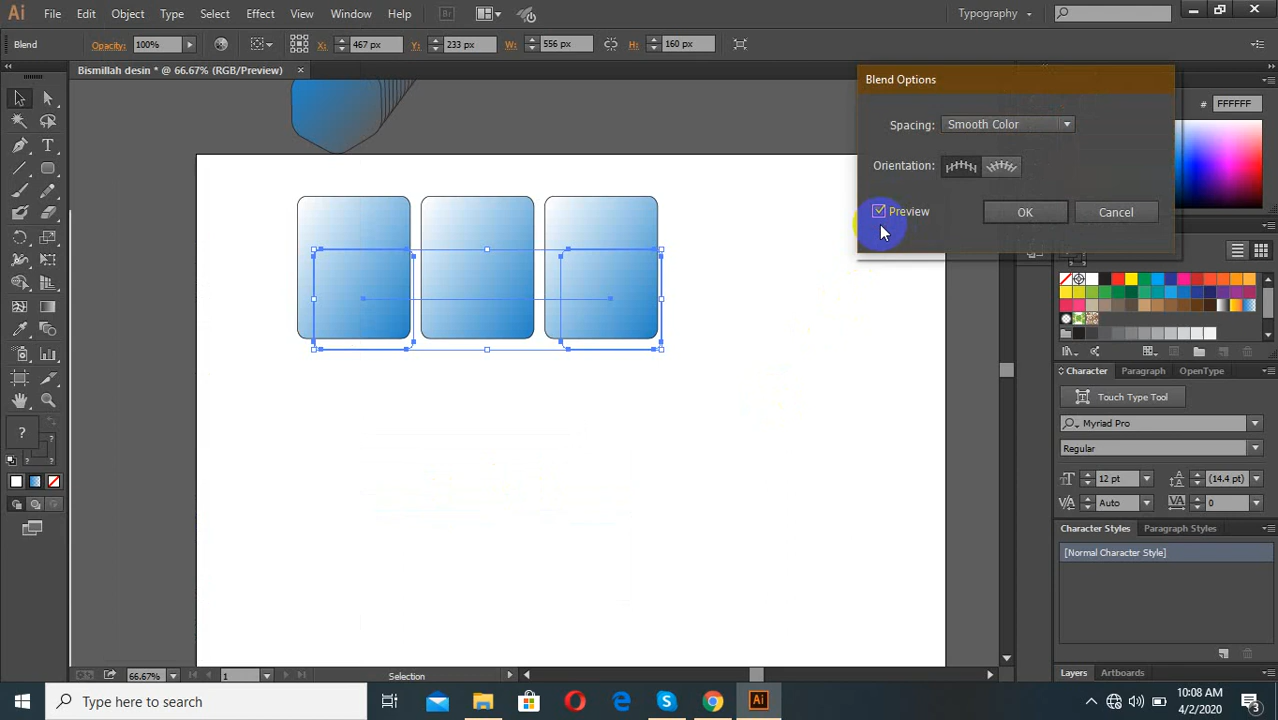 Ai File Edit Object Type Select Effect View Window Help Br Typography
Blend Opacity: 100% X: 467 px Y: 233 px W: 556 px H: 160 px
Bismillah desin * @ 66.67% (RGB/Preview) ×
Blend Options
# FFFFFF
Spacing: Smooth Color
Orientation:
Preview OK Cancel
Character Paragraph OpenType
Touch Type Tool
Myriad Pro
Regular
12 pt (14.4 pt)
Auto 0
Character Styles Paragraph Styles
[Normal Character Style]
?
Layers Artboards
66.67% 1 Selection
Type here to search
Ai
10:08 AM
4/2/2020
3